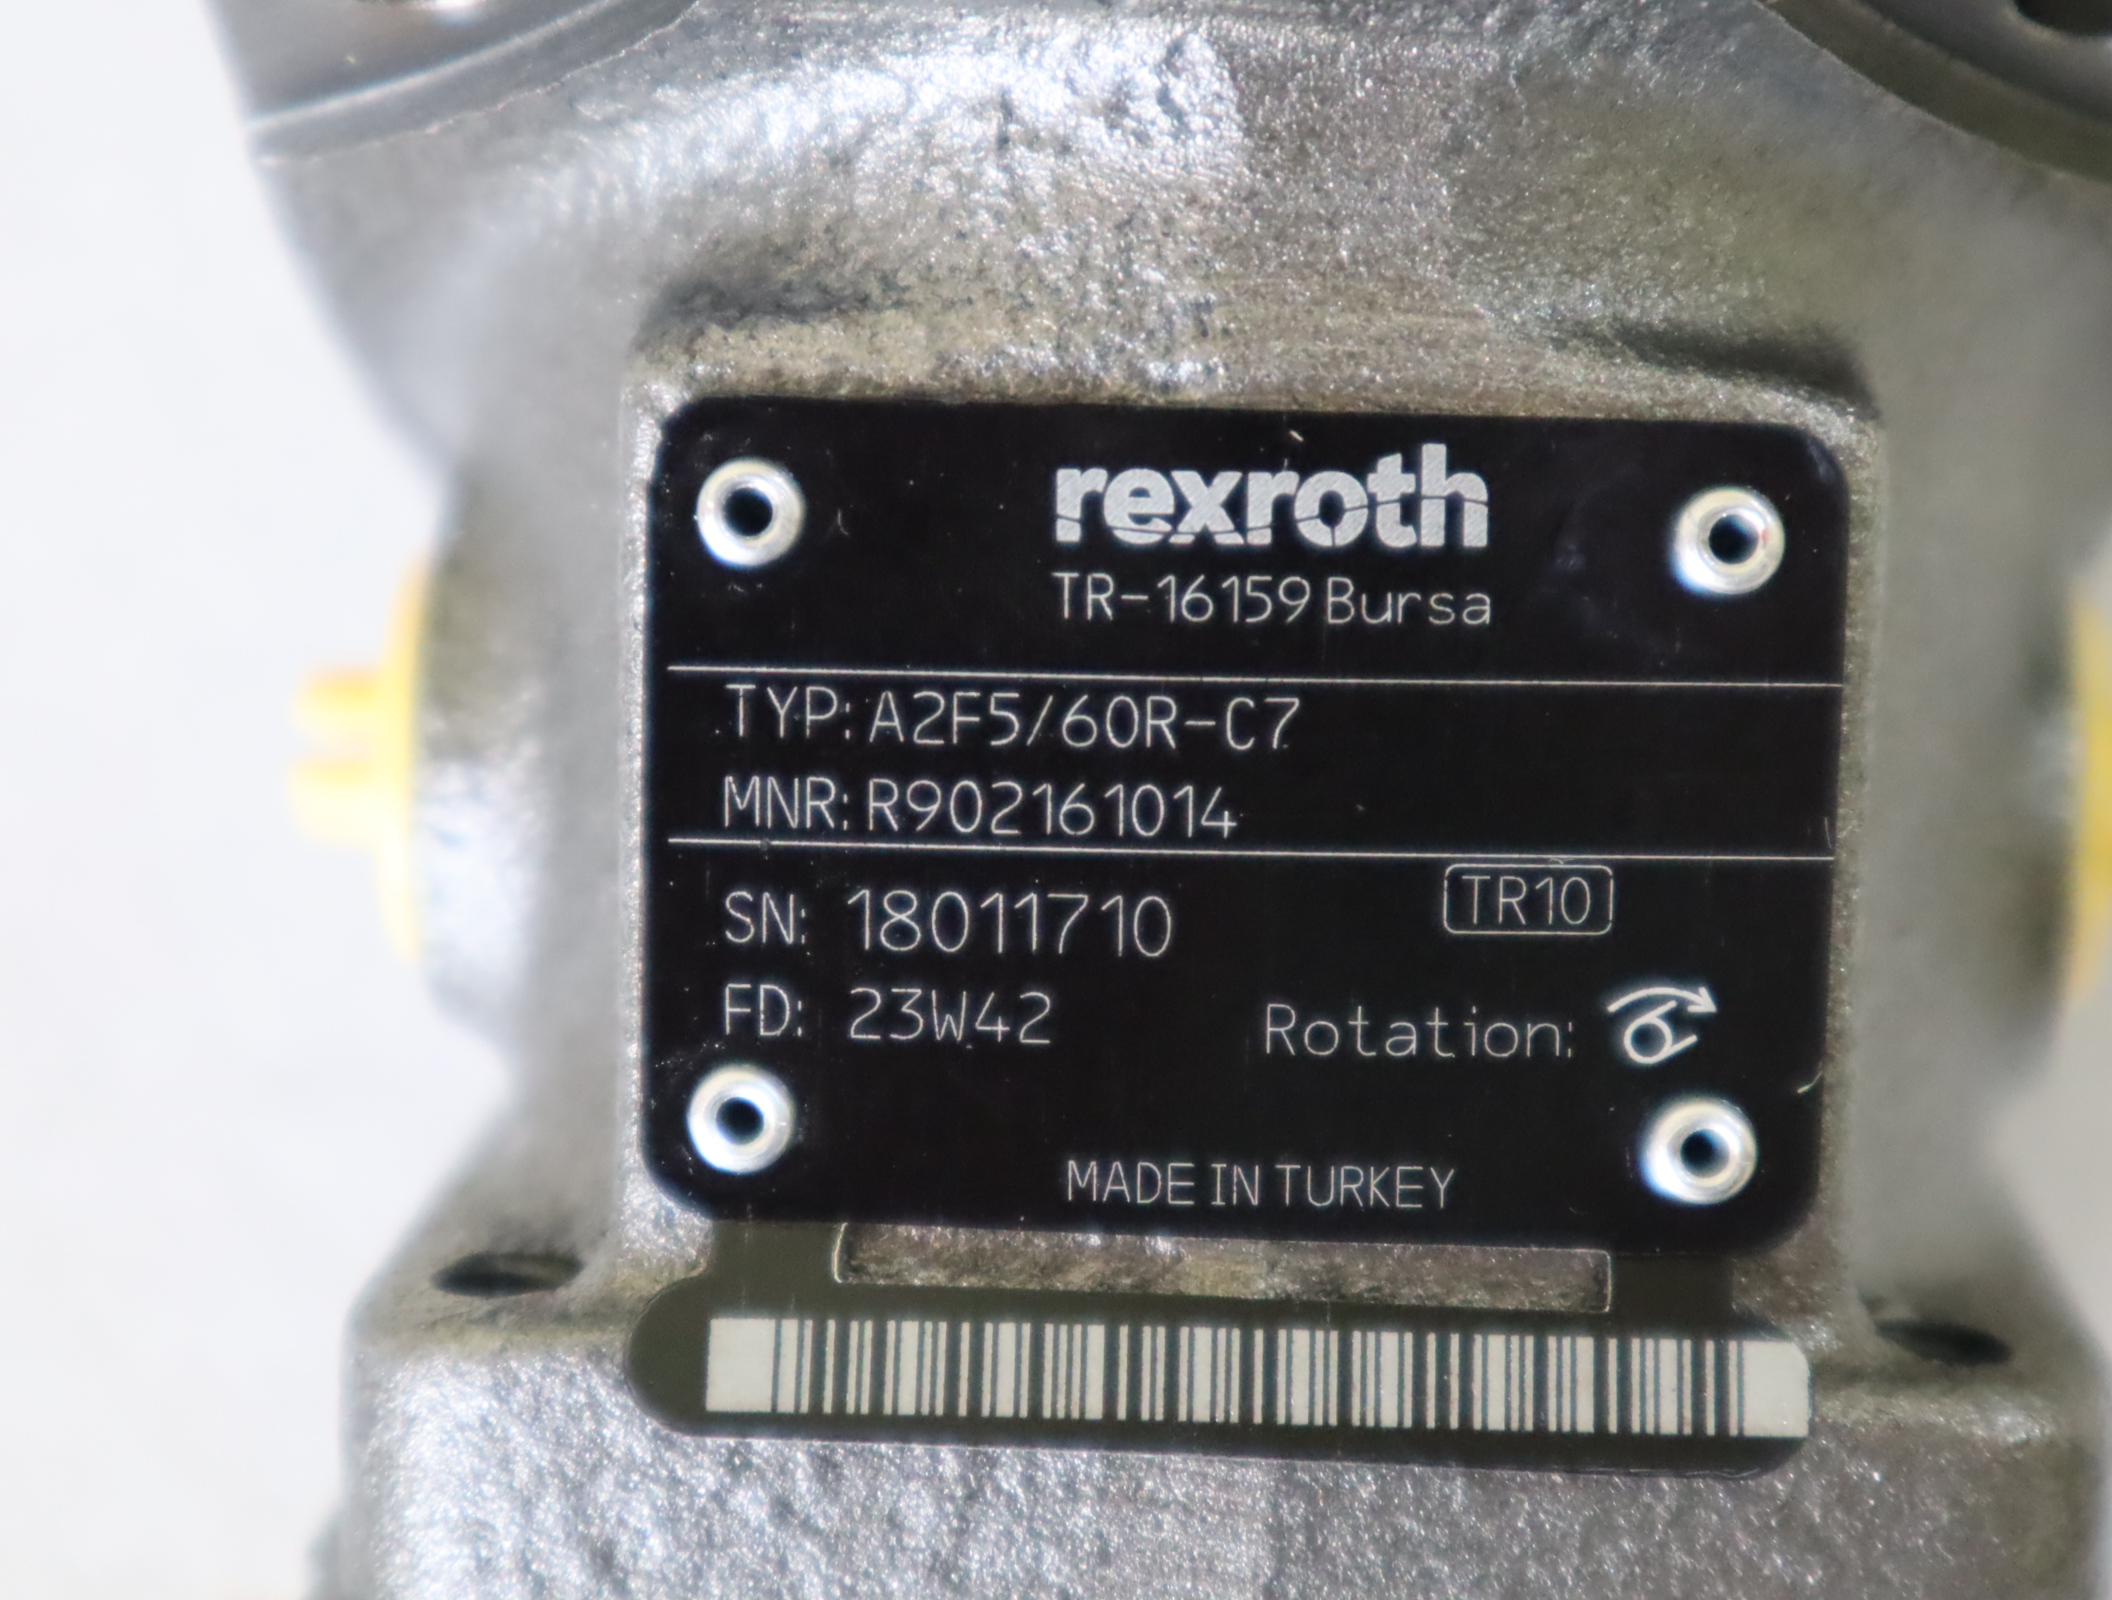 rexroth
TR-16159 Bursa
TYP: A2F5/60R-C7
MNR: R902161014
SN: 18011710
TR10
FD: 23W42
Rotation:
MADE IN TURKEY